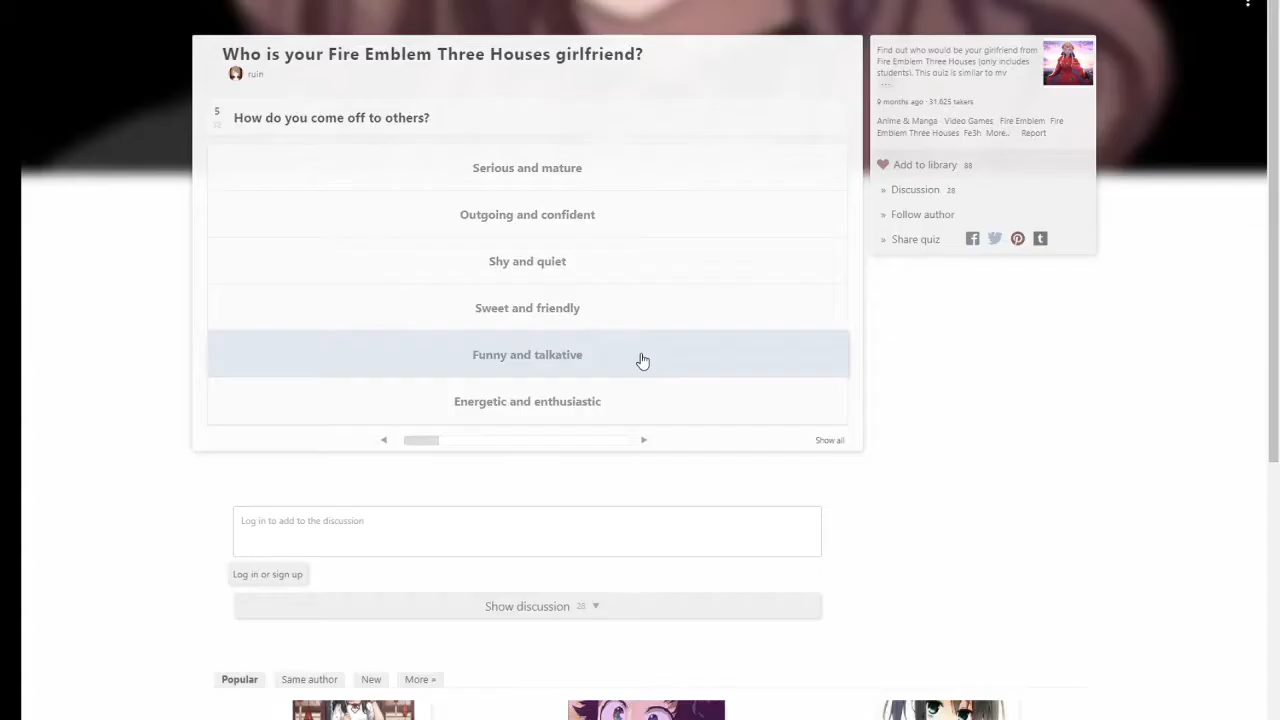 Who is your Fire Emblem Three Houses girlfriend?
ruin
5
12
How do you come off to others?
Serious and mature
Outgoing and confident
Shy and quiet
Sweet and friendly
Funny and talkative
Energetic and enthusiastic
Show all
Find out who would be your girlfriend from
Fire Emblem Three Houses (only includes
students). This quiz is similar to my
...
9 months ago · 31,625 takers
Anime & Manga · Video Games Fire Emblem Fire
Emblem Three Houses Fe3h More.. Report
Add to library 88
» Discussion 28
» Follow author
» Share quiz
Log in to add to the discussion
Log in or sign up
Show discussion 28 ▼
Popular Same author New More »